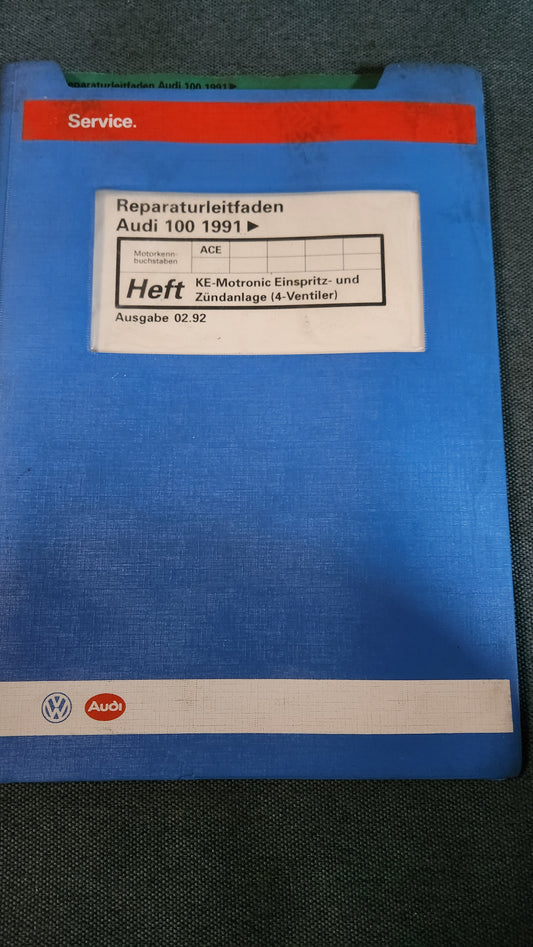 Reparaturleitfaden Audi 100 1991►
Service.
Reparaturleitfaden
Audi 100 1991►
Motorkenn-
buchstaben
ACE
Heft
KE-Motronic Einspritz- und
Zündanlage (4-Ventiler)
Ausgabe 02.92
VW Audi